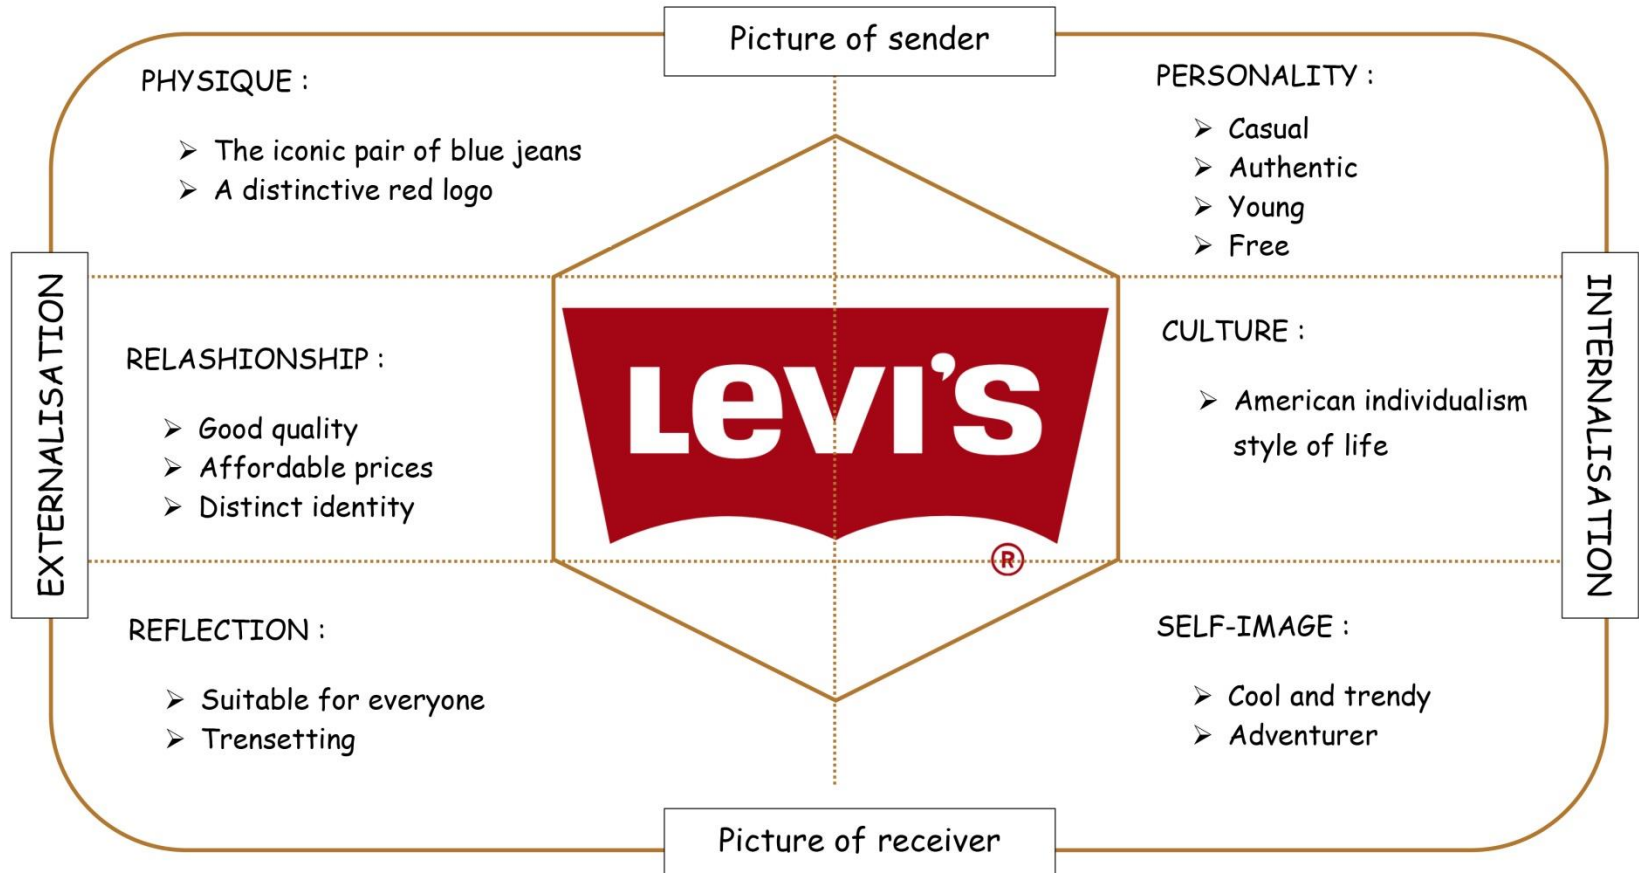 Picture of sender
PHYSIQUE :
The iconic pair of blue jeans
A distinctive red logo
PERSONALITY :
Casual
Authentic
Young
Free
EXTERNALISATION
RELASHIONSHIP :
Good quality
Affordable prices
Distinct identity
LEVI'S
®
CULTURE :
American individualism
style of life
INTERNALISATION
REFLECTION :
Suitable for everyone
Trensetting
SELF-IMAGE :
Cool and trendy
Adventurer
Picture of receiver